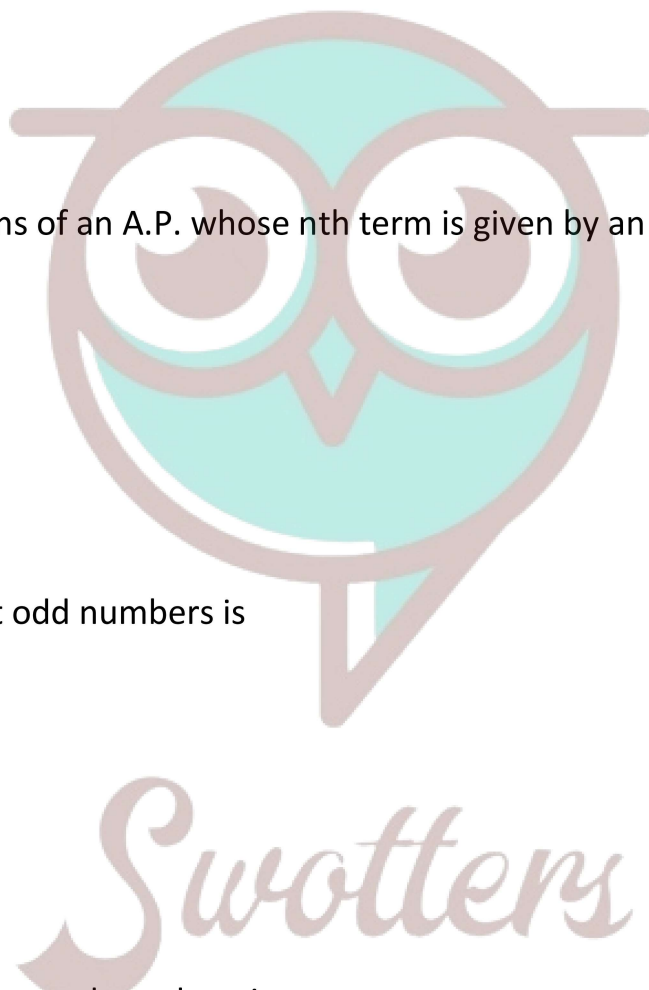 ns of an A.P. whose nth term is given by an
odd numbers is
Swotters